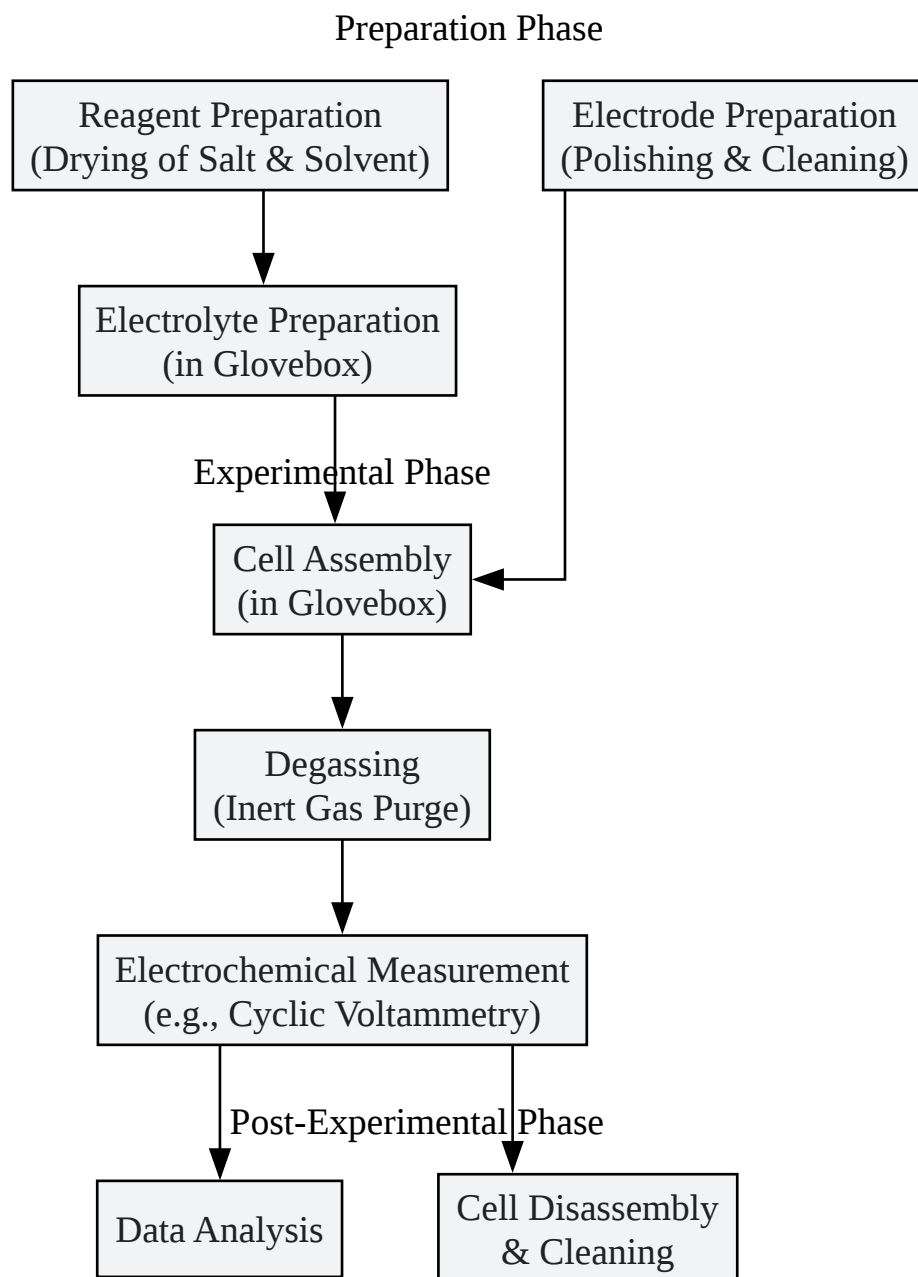 Preparation Phase
Reagent Preparation
(Drying of Salt & Solvent)
Electrode Preparation
(Polishing & Cleaning)
Electrolyte Preparation
(in Glovebox)
Experimental Phase
Cell Assembly
(in Glovebox)
Degassing
(Inert Gas Purge)
Electrochemical Measurement
(e.g., Cyclic Voltammetry)
Post-Experimental Phase
Data Analysis
Cell Disassembly
& Cleaning